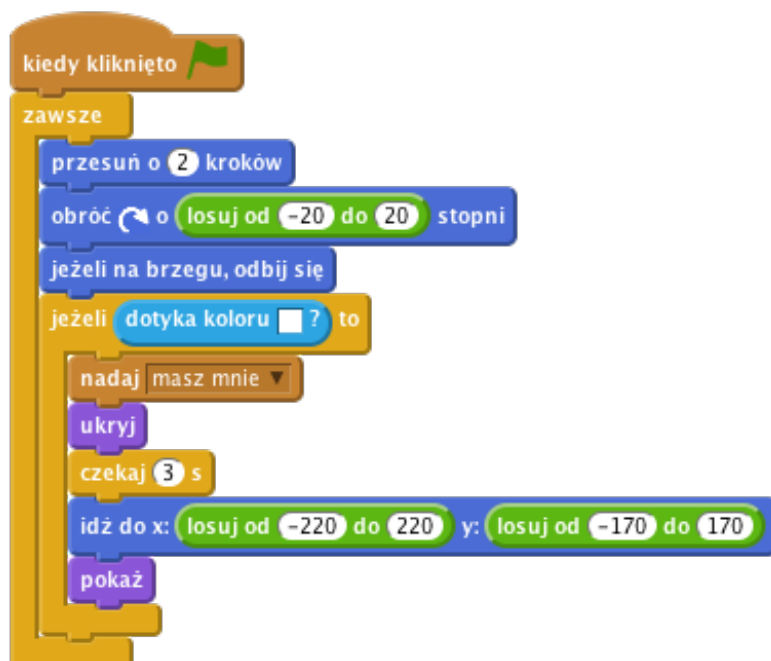 kiedy kliknięto
zawsze
przesuń o 2 kroków
obróć o losuj od -20 do 20 stopni
jeżeli na brzegu, odbij się
jeżeli dotyka koloru ? to
nadaj masz mnie
ukryj
czekaj 3 s
idź do x: losuj od -220 do 220 y: losuj od -170 do 170
pokaż